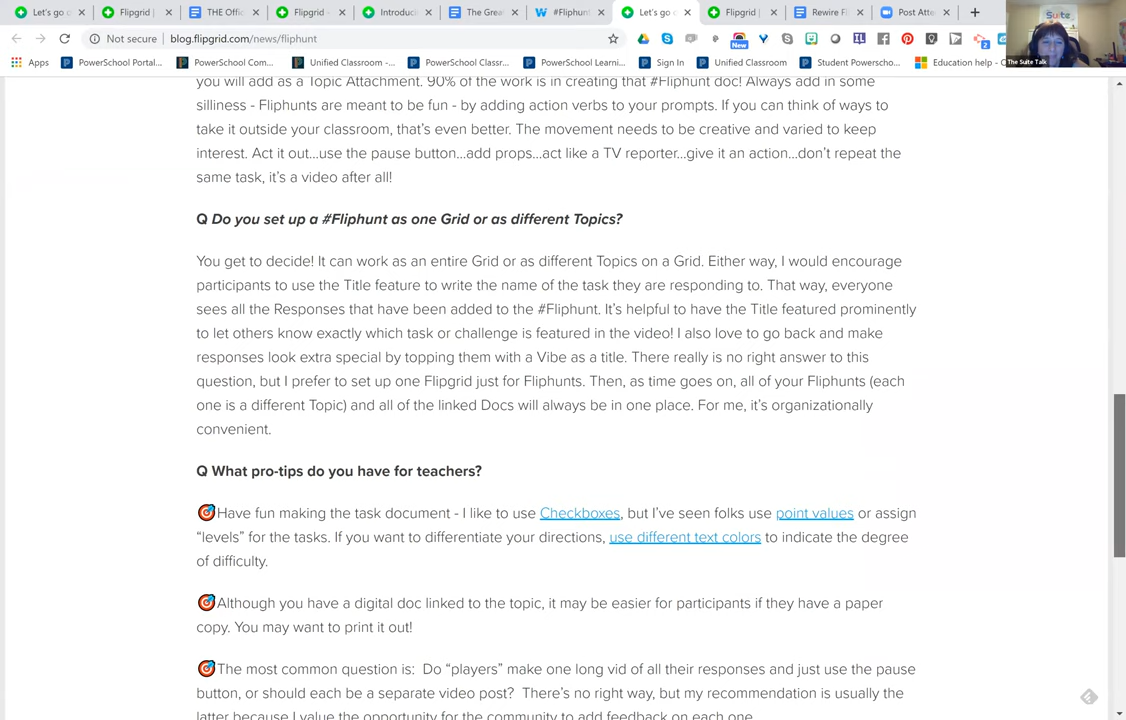 Let's go
Flipgrid |
THE Offic
Flipgrid -
Introducin
The Grea
#Fliphunt
Let's go
Flipgrid |
Rewire Fl
Post Atte
Not secure | blog.flipgrid.com/news/fliphunt
New
2
Suite
The Suite Talk
Apps
PowerSchool Portal...
PowerSchool Com...
Unified Classroom -...
PowerSchool Classr...
PowerSchool Learni...
Sign In
Unified Classroom
Student Powerscho...
Education help -
you will add as a Topic Attachment. 90% of the work is in creating that #Fliphunt doc! Always add in some
silliness - Fliphunts are meant to be fun - by adding action verbs to your prompts. If you can think of ways to
take it outside your classroom, that's even better. The movement needs to be creative and varied to keep
interest. Act it out...use the pause button...add props...act like a TV reporter...give it an action...don't repeat the
same task, it's a video after all!
Q Do you set up a #Fliphunt as one Grid or as different Topics?
You get to decide! It can work as an entire Grid or as different Topics on a Grid. Either way, I would encourage
participants to use the Title feature to write the name of the task they are responding to. That way, everyone
sees all the Responses that have been added to the #Fliphunt. It's helpful to have the Title featured prominently
to let others know exactly which task or challenge is featured in the video! I also love to go back and make
responses look extra special by topping them with a Vibe as a title. There really is no right answer to this
question, but I prefer to set up one Flipgrid just for Fliphunts. Then, as time goes on, all of your Fliphunts (each
one is a different Topic) and all of the linked Docs will always be in one place. For me, it's organizationally
convenient.
Q What pro-tips do you have for teachers?
Have fun making the task document - I like to use Checkboxes, but I've seen folks use point values or assign
“levels” for the tasks. If you want to differentiate your directions, use different text colors to indicate the degree
of difficulty.
Although you have a digital doc linked to the topic, it may be easier for participants if they have a paper
copy. You may want to print it out!
The most common question is: Do “players” make one long vid of all their responses and just use the pause
button, or should each be a separate video post? There's no right way, but my recommendation is usually the
latter because I value the opportunity for the community to add feedback on each one.